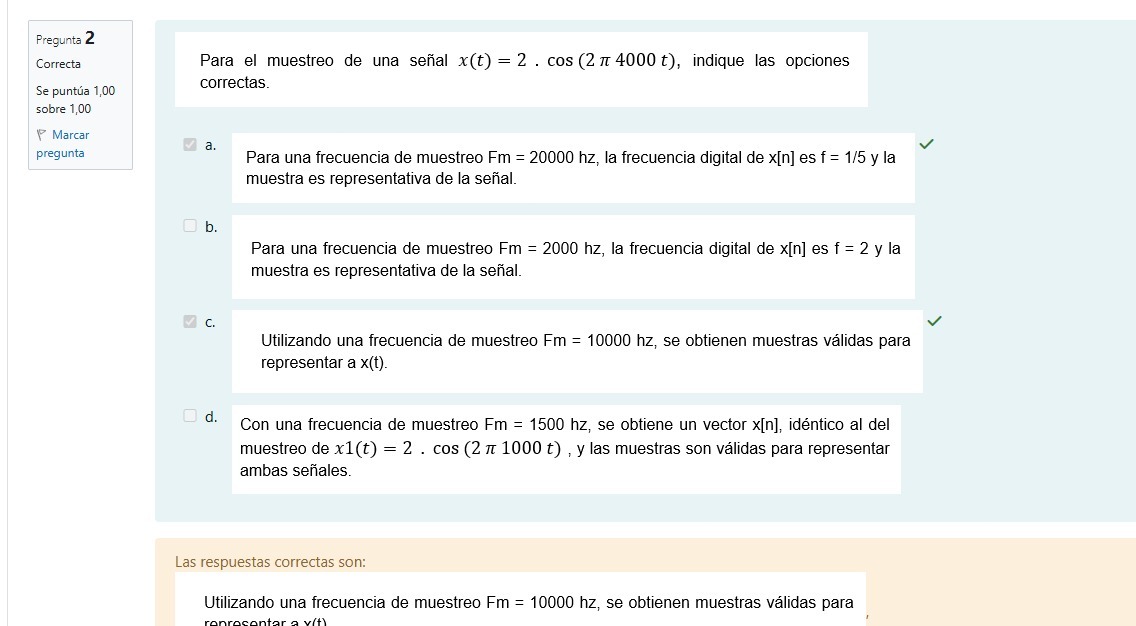 Pregunta 2
Correcta
Se puntúa 1,00
sobre 1,00
Marcar
pregunta
Para el muestreo de una señal x(t) = 2 . cos (2 π 4000 t), indique las opciones
correctas.
a.
Para una frecuencia de muestreo Fm = 20000 hz, la frecuencia digital de x[n] es f = 1/5 y la
muestra es representativa de la señal.
b.
Para una frecuencia de muestreo Fm = 2000 hz, la frecuencia digital de x[n] es f = 2 y la
muestra es representativa de la señal.
c.
Utilizando una frecuencia de muestreo Fm = 10000 hz, se obtienen muestras válidas para
representar a x(t).
d.
Con una frecuencia de muestreo Fm = 1500 hz, se obtiene un vector x[n], idéntico al del
muestreo de x1(t) = 2 . cos (2 π 1000 t) , y las muestras son válidas para representar
ambas señales.
Las respuestas correctas son:
Utilizando una frecuencia de muestreo Fm = 10000 hz, se obtienen muestras válidas para
representar a x(t)
,